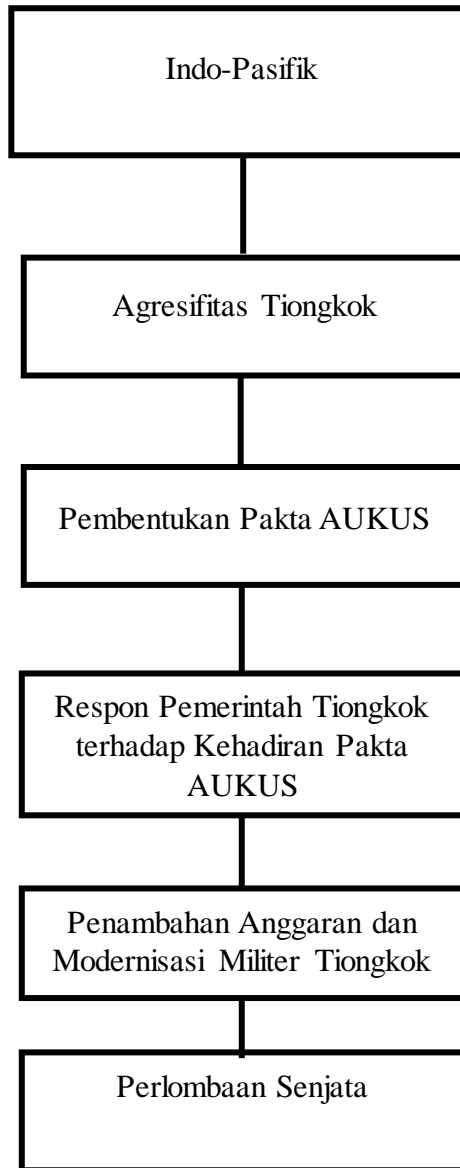 Indo-Pasifik
Agresifitas Tiongkok
Pembentukan Pakta AUKUS
Respon Pemerintah Tiongkok
terhadap Kehadiran Pakta
AUKUS
Penambahan Anggaran dan
Modernisasi Militer Tiongkok
Perlombaan Senjata